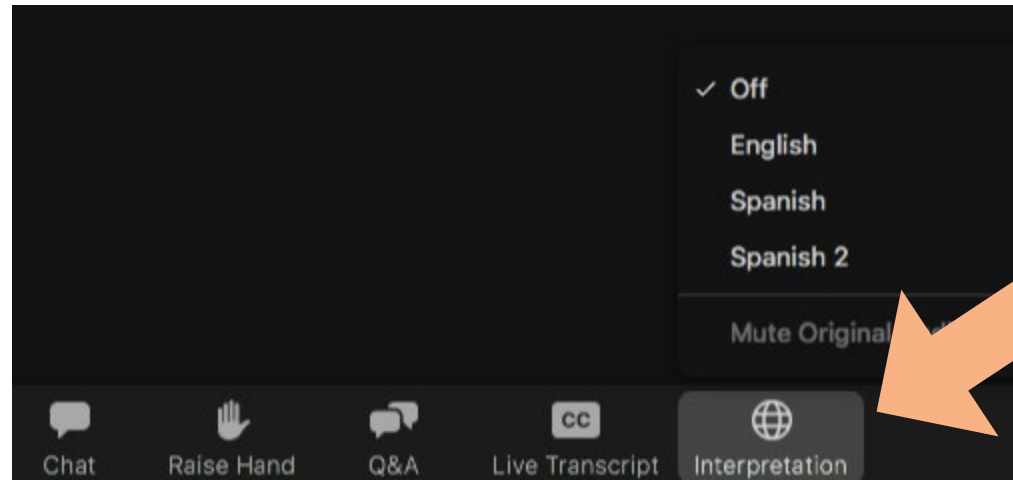 Off
English
Spanish
Spanish 2
Mute Original
Chat
Raise Hand
Q&A
CC
Live Transcript
Interpretation